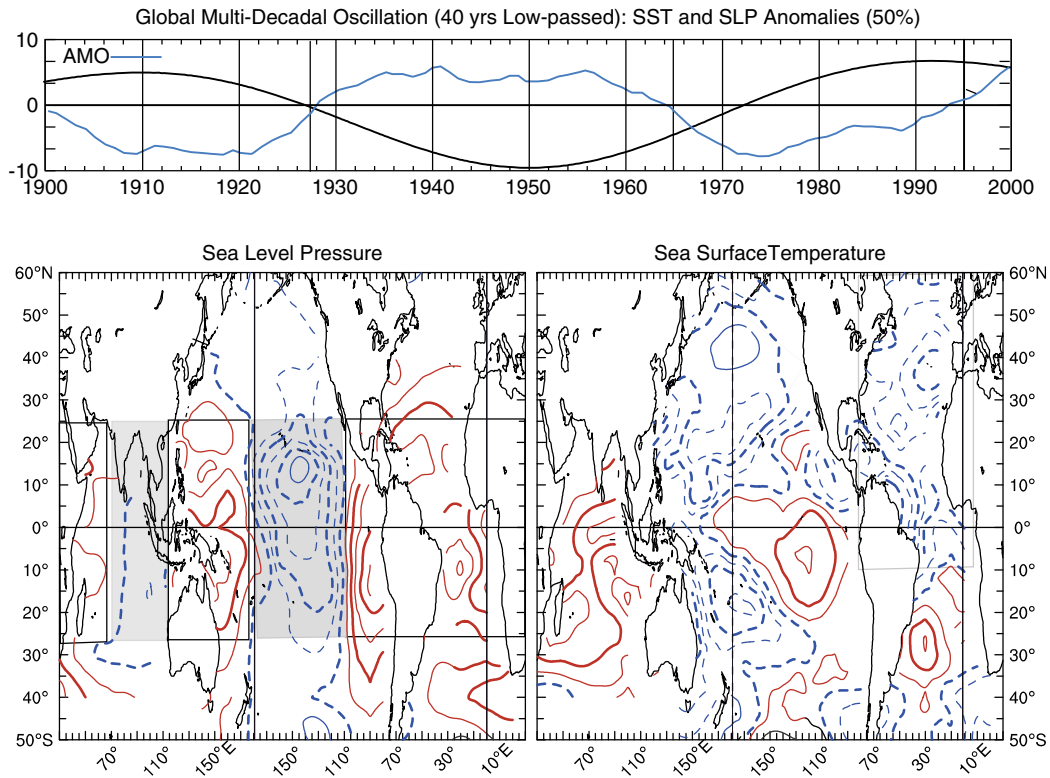 Global Multi-Decadal Oscillation (40 yrs Low-passed): SST and SLP Anomalies (50%)
10
AMO
0
-10
1900 1910 1920 1930 1940 1950 1960 1970 1980 1990 2000
Sea Level Pressure Sea SurfaceTemperature
60°N 60°N
50° 50°
40° 40°
30° 30°
20° 20°
10° 10°
0° 0°
10° 10°
20° 20°
30° 30°
40° 40°
50°S 50°S
70° 110° 150°E 150° 110° 70° 30° 10°E 70° 110° 150°E 150° 110° 70° 30° 10°E